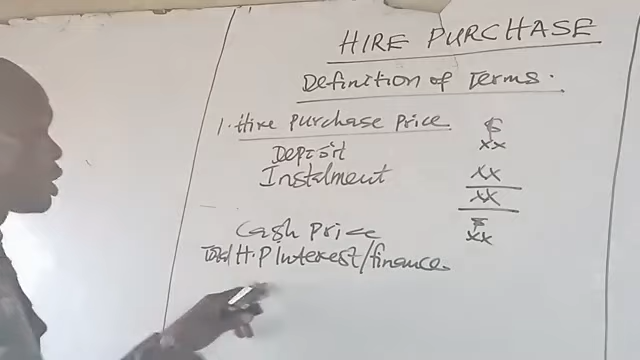 HIRE PURCHASE
Definition of Terms.
1. Hire purchase price $
Deposit xx
Instalment xx
xx
$
Cash Price xx
Total H.P Interest/finance.